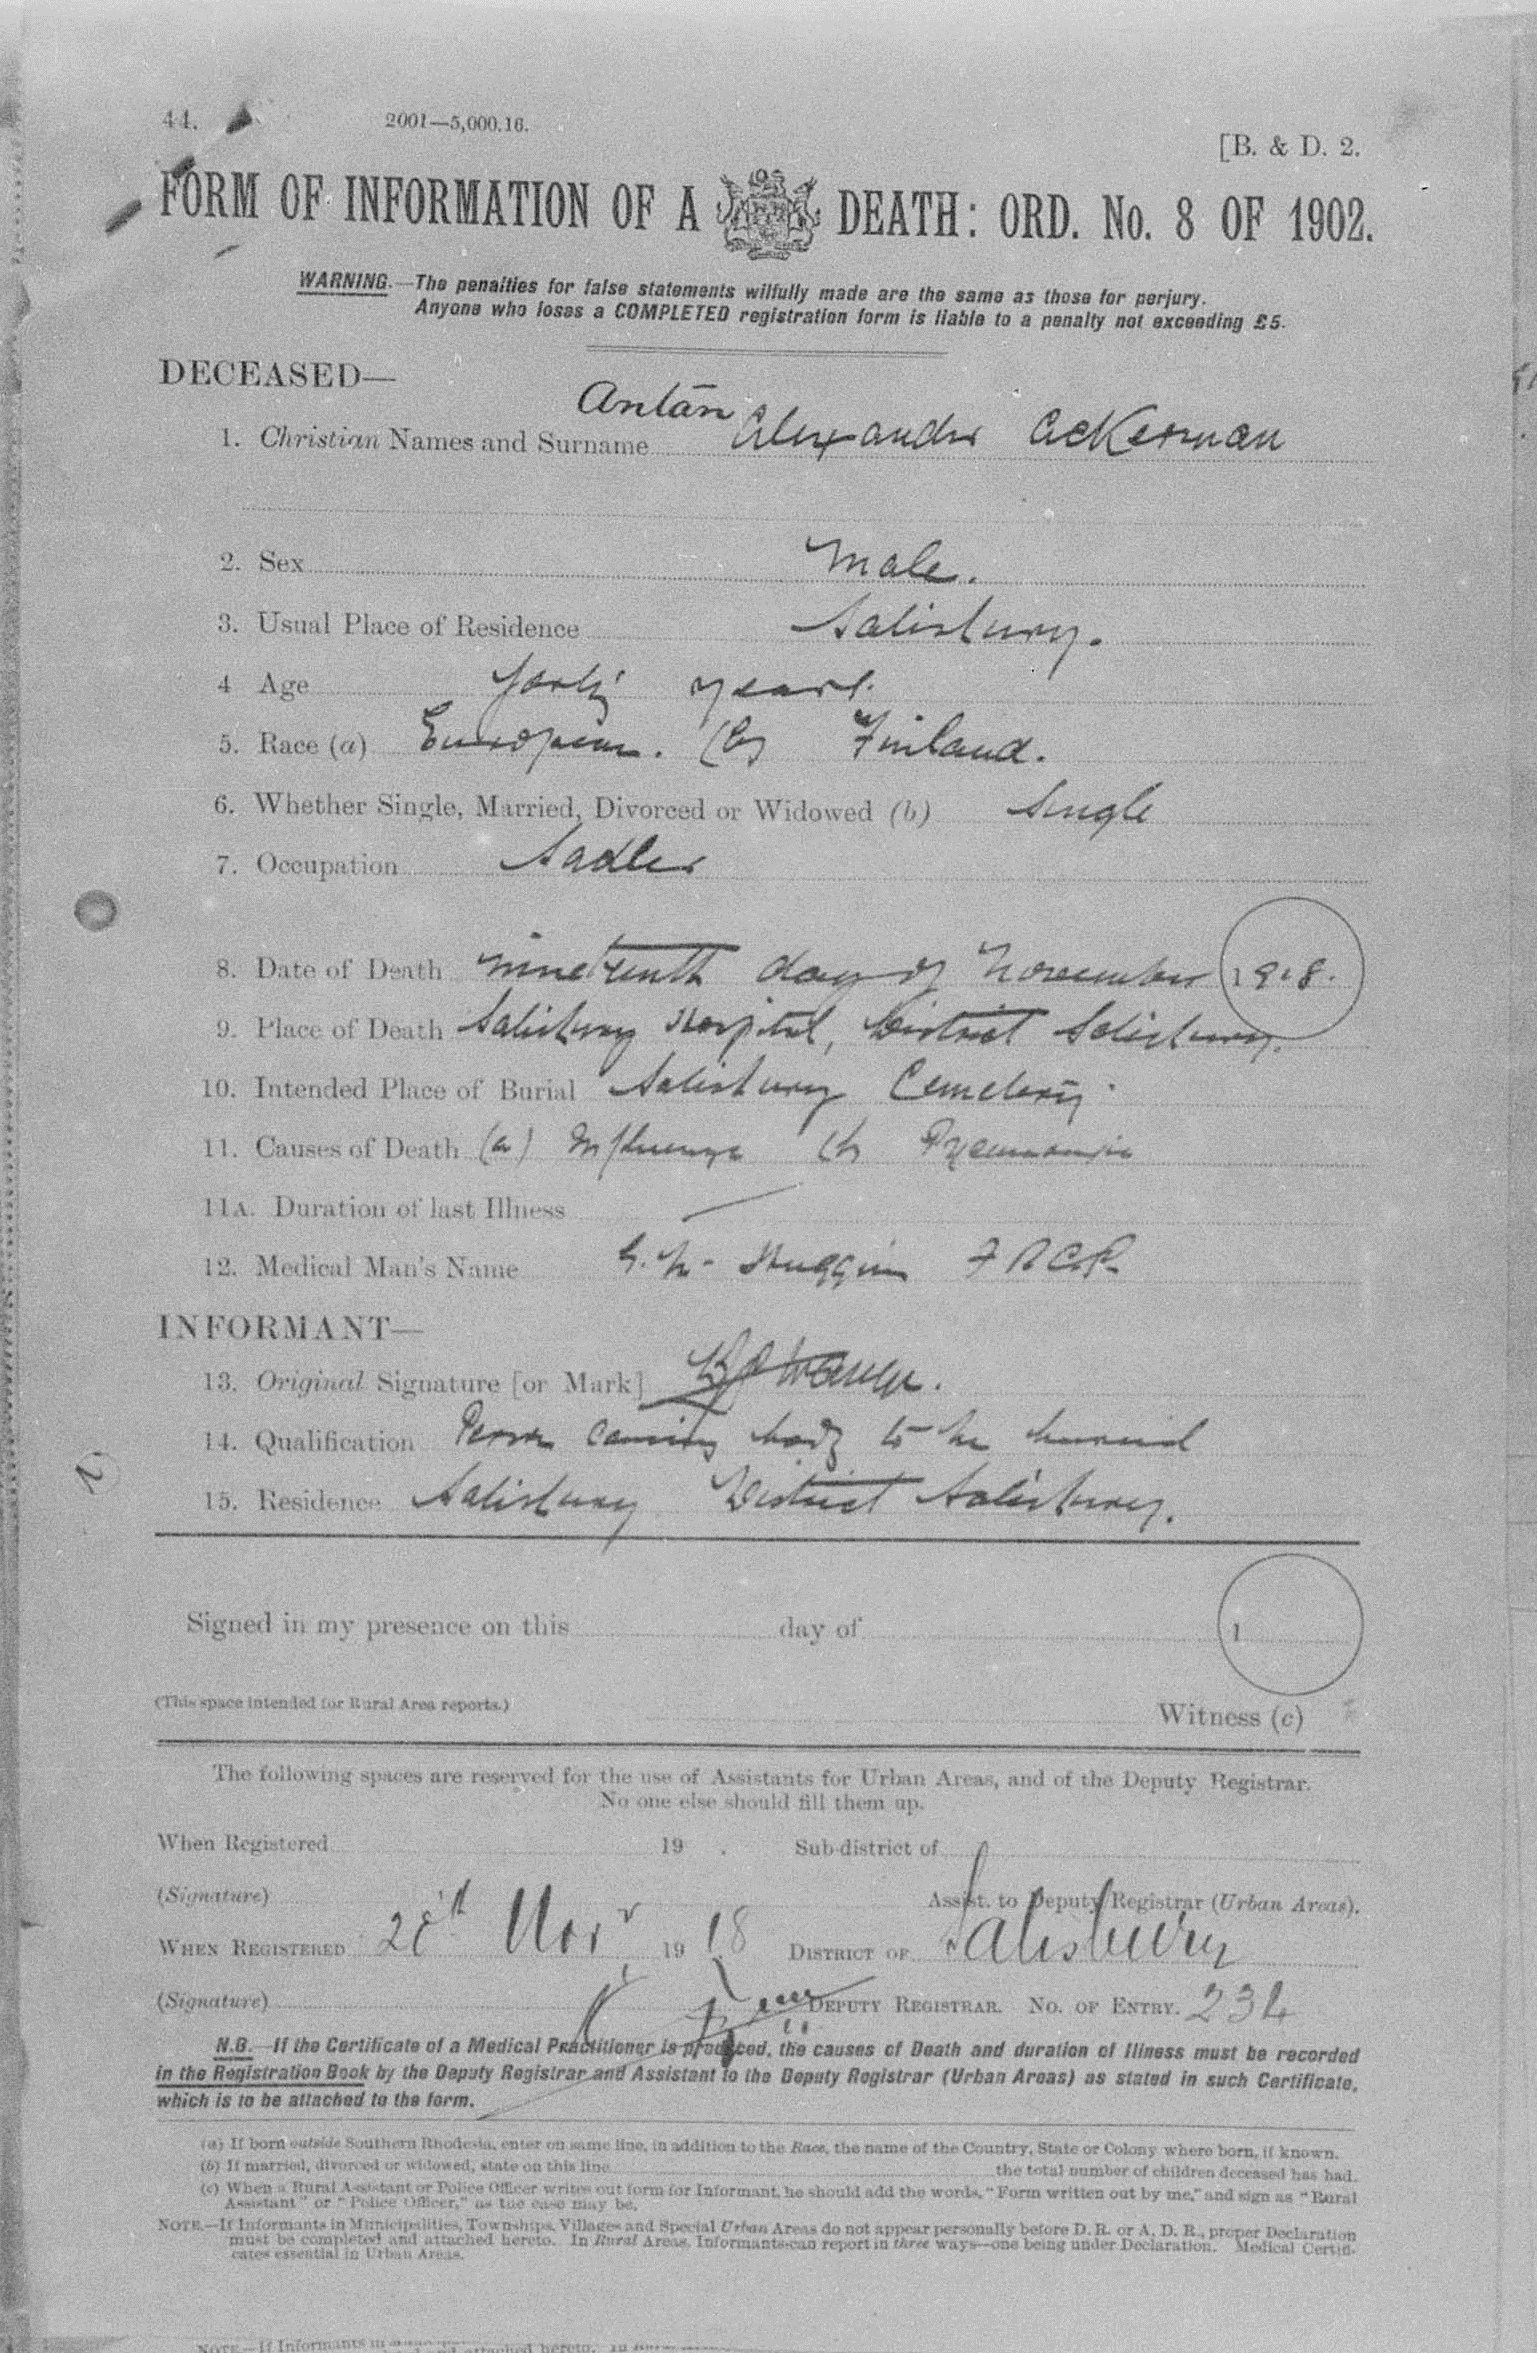 44.
2001—5,000.16.
[B. & D. 2.
FORM OF INFORMATION OF A DEATH: ORD. No. 8 OF 1902.
WARNING.—The penalties for false statements wilfully made are the same as those for perjury.
Anyone who loses a COMPLETED registration form is liable to a penalty not exceeding £5.
DECEASED—
Anton
1. Christian Names and Surname Alexander Ackerman
2. Sex Male.
3. Usual Place of Residence Salisbury.
4 Age Forty years.
5. Race (a) European. (b) Finland.
6. Whether Single, Married, Divorced or Widowed (b) Single
7. Occupation Sadler
8. Date of Death Nineteenth day of November 1918.
9. Place of Death Salisbury Hospital, District Salisbury.
10. Intended Place of Burial Salisbury Cemetery.
11. Causes of Death (a) Influenza (b) Pneumonia
11A. Duration of last Illness —
12. Medical Man's Name G. M. Huggins F R C S
INFORMANT—
13. Original Signature [or Mark]
14. Qualification Person causing body to be buried
15. Residence Salisbury District Salisbury.
Signed in my presence on this day of 1
(This space intended for Rural Area reports.) Witness (c)
The following spaces are reserved for the use of Assistants for Urban Areas, and of the Deputy Registrar.
No one else should fill them up.
When Registered 19 . Sub-district of
(Signature) Assist. to Deputy Registrar (Urban Areas).
WHEN REGISTERED Novr 1918 DISTRICT OF Salisbury
(Signature) DEPUTY REGISTRAR. NO. OF ENTRY. 234
N.B.—If the Certificate of a Medical Practitioner is produced, the causes of Death and duration of Illness must be recorded
in the Registration Book by the Deputy Registrar and Assistant to the Deputy Registrar (Urban Areas) as stated in such Certificate,
which is to be attached to the form.
(a) If born outside Southern Rhodesia, enter on same line, in addition to the Race, the name of the Country, State or Colony where born, if known.
(b) If married, divorced or widowed, state on this line the total number of children deceased has had.
(c) When a Rural Assistant or Police Officer writes out form for Informant, he should add the words, "Form written out by me," and sign as "Rural
Assistant" or "Police Officer," as the case may be.
NOTE.—If Informants in Municipalities, Townships, Villages and Special Urban Areas do not appear personally before D. R. or A. D. R., proper Declaration
must be completed and attached hereto. In Rural Areas, Informants can report in three ways—one being under Declaration. Medical Certifi-
cates essential in Urban Areas.
NOTE.—If Informants in
attached hereto. In